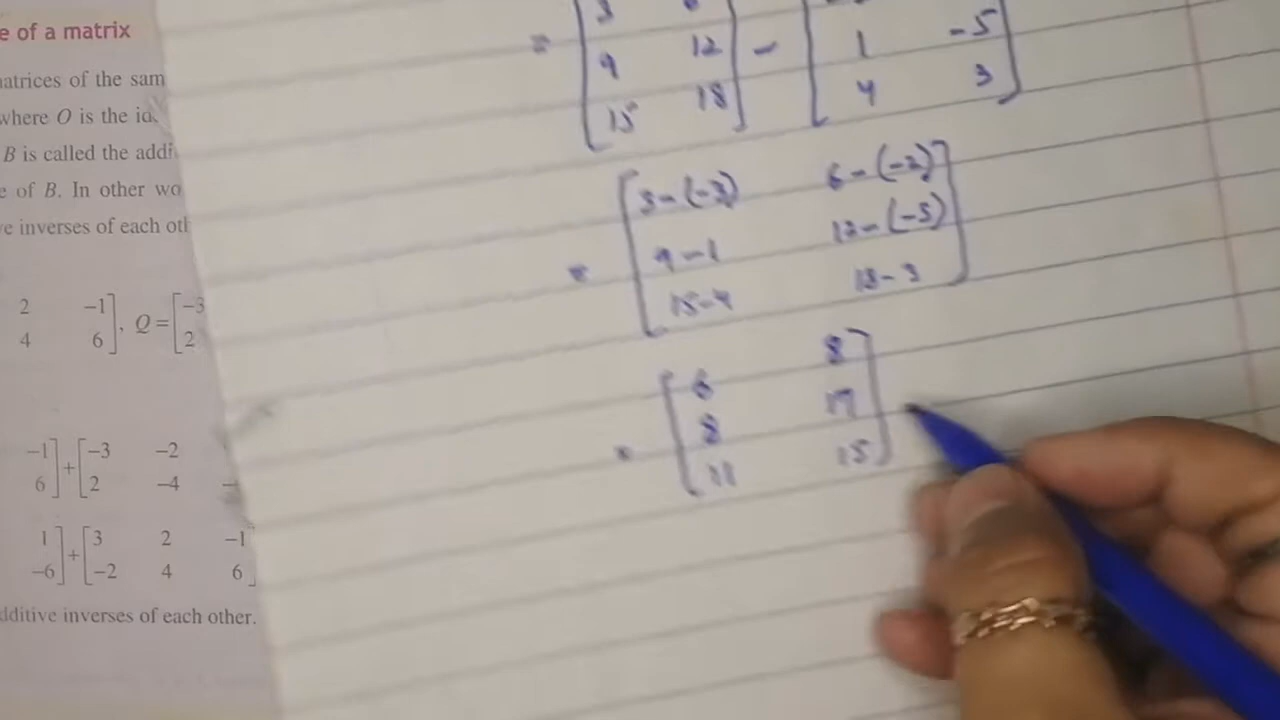 e of a matrix
atrices of the sam
where O is the id
B is called the addi
e of B. In other wo
e inverses of each oth
2 −1], Q = [−3
4 6 2
−1] + [−3 −2
6 2 −4 −
1] + [3 2 −1
−6 −2 4 6]
dditive inverses of each other.
= [3
9 12 ] − [ 1 −5
15 18 4 3 ]
= [ 3−(−3) 6−(−2) ]
9−1 12−(−5)
15−4 18−3
= [ 6 8 ]
8 17
11 15